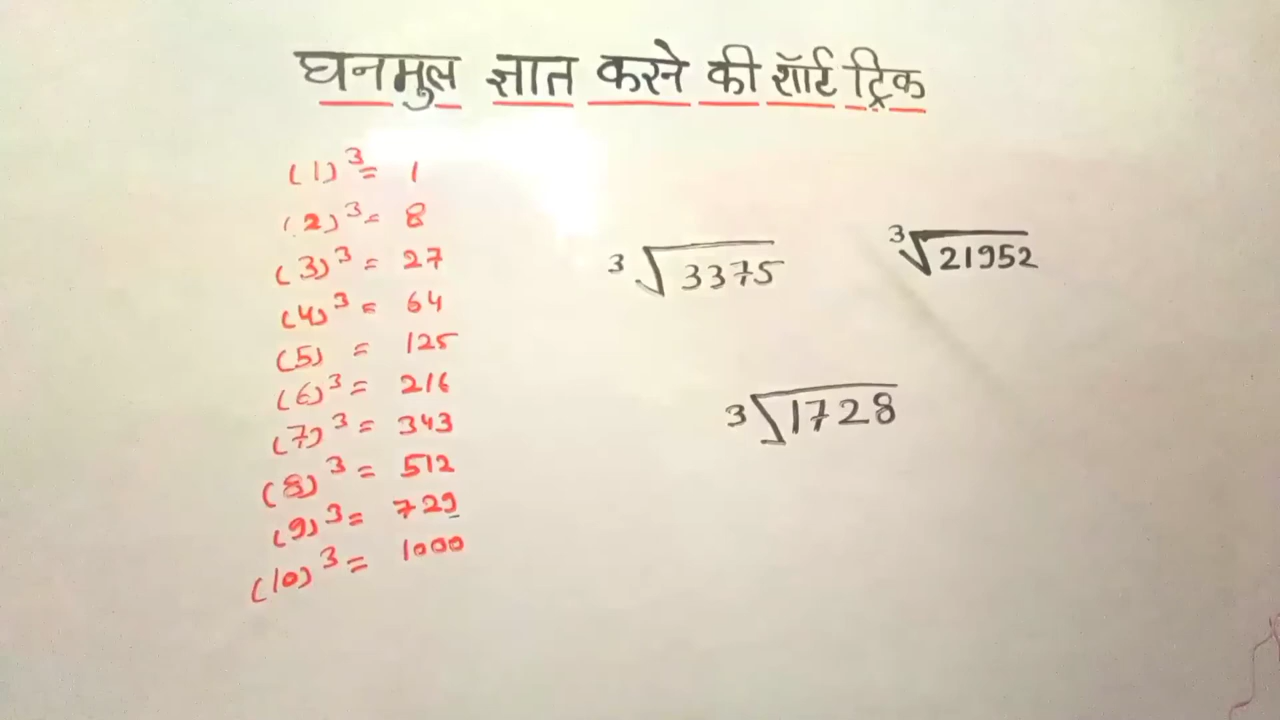 घनमुल ज्ञात करने की शॉर्ट ट्रिक
(1)³= 1
(2)³= 8
(3)³ = 27
(4)³ = 64
(5) = 125
(6)³ = 216
(7)³ = 343
(8)³ = 512
(9)³ = 729
(10)³ = 1000
³√3375
³√21952
³√1728